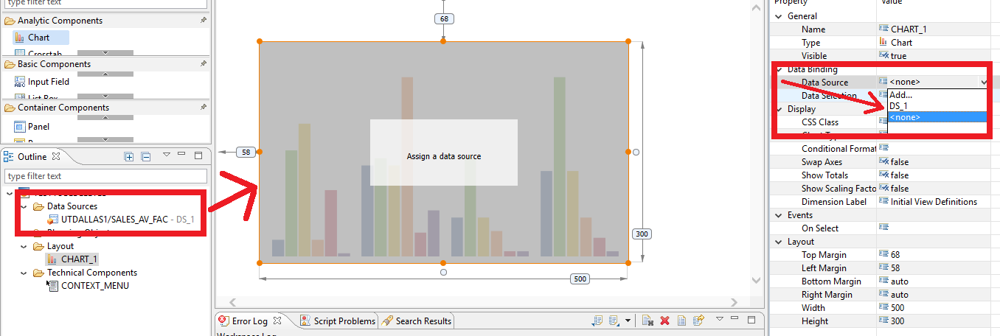 Analytic Components
Chart
Crosstab
Basic Components
Input Field
List Box
Container Components
Panel
Outline
type filter text
Data Sources
UTDALLAS1/SALES_AV_FAC - DS_1
Layout
CHART_1
Technical Components
CONTEXT_MENU
68
58
Assign a data source
300
500
Error Log
Script Problems
Search Results
Workspace Log
Property
Value
General
Name CHART_1
Type Chart
Visible true
Data Binding
Data Source <none>
Data Selection
Add...
DS_1
<none>
Display
CSS Class
Chart Type
Conditional Format
Swap Axes false
Show Totals false
Show Scaling Facto false
Dimension Label Initial View Definitions
Events
On Select
Layout
Top Margin 68
Left Margin 58
Bottom Margin auto
Right Margin auto
Width 500
Height 300